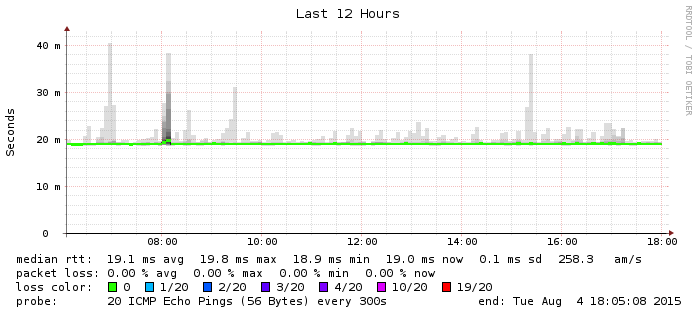 Last 12 Hours
RRDTOOL / TOBI OETIKER
Seconds
40 m
30 m
20 m
10 m
0
08:00 10:00 12:00 14:00 16:00 18:00
median rtt: 19.1 ms avg 19.8 ms max 18.9 ms min 19.0 ms now 0.1 ms sd 258.3 am/s
packet loss: 0.00 % avg 0.00 % max 0.00 % min 0.00 % now
loss color: 0 1/20 2/20 3/20 4/20 10/20 19/20
probe: 20 ICMP Echo Pings (56 Bytes) every 300s end: Tue Aug 4 18:05:08 2015